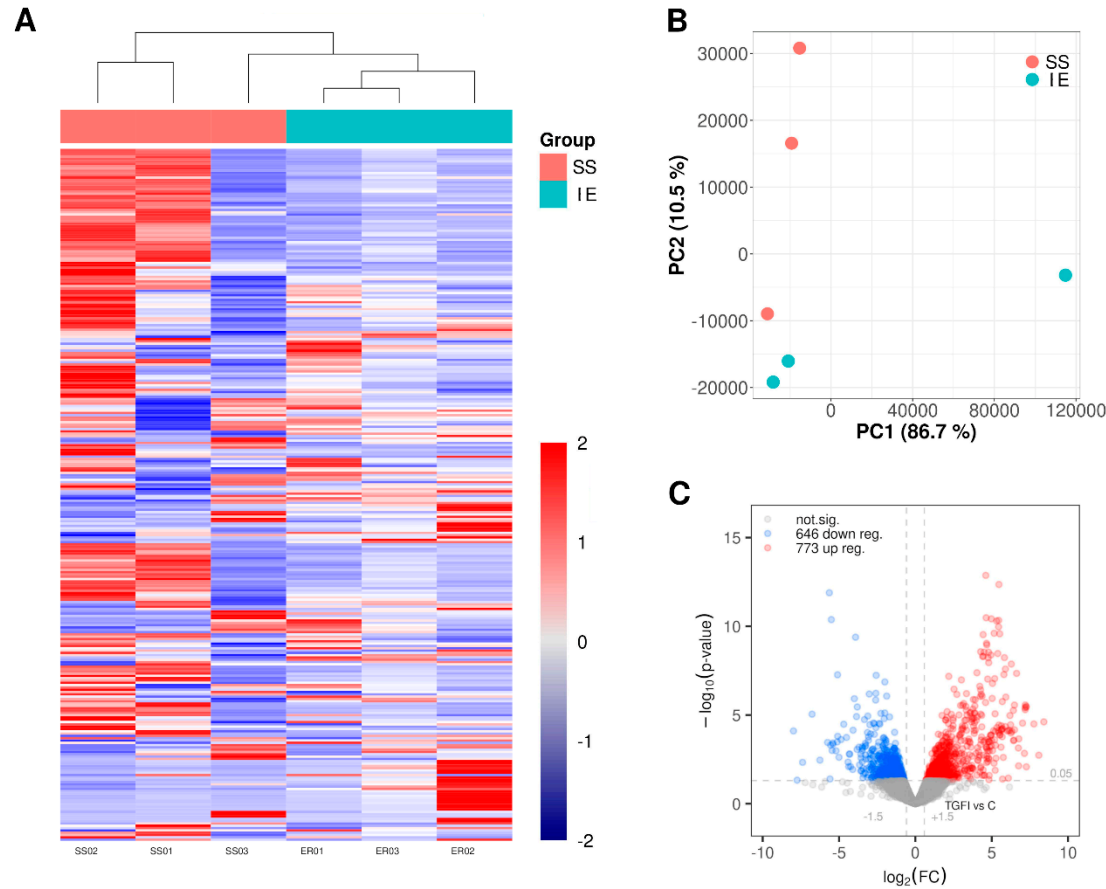 A
Group
SS
IE
2
1
0
-1
-2
SS02 SS01 SS03 ER01 ER03 ER02
B
SS
IE
30000
20000
10000
0
-10000
-20000
PC2 (10.5 %)
0 40000 80000 120000
PC1 (86.7 %)
C
not.sig.
646 down reg.
773 up reg.
15
10
5
0
−log10(p-value)
0.05
TGFI vs C
-1.5 +1.5
-10 -5 0 5 10
log2(FC)